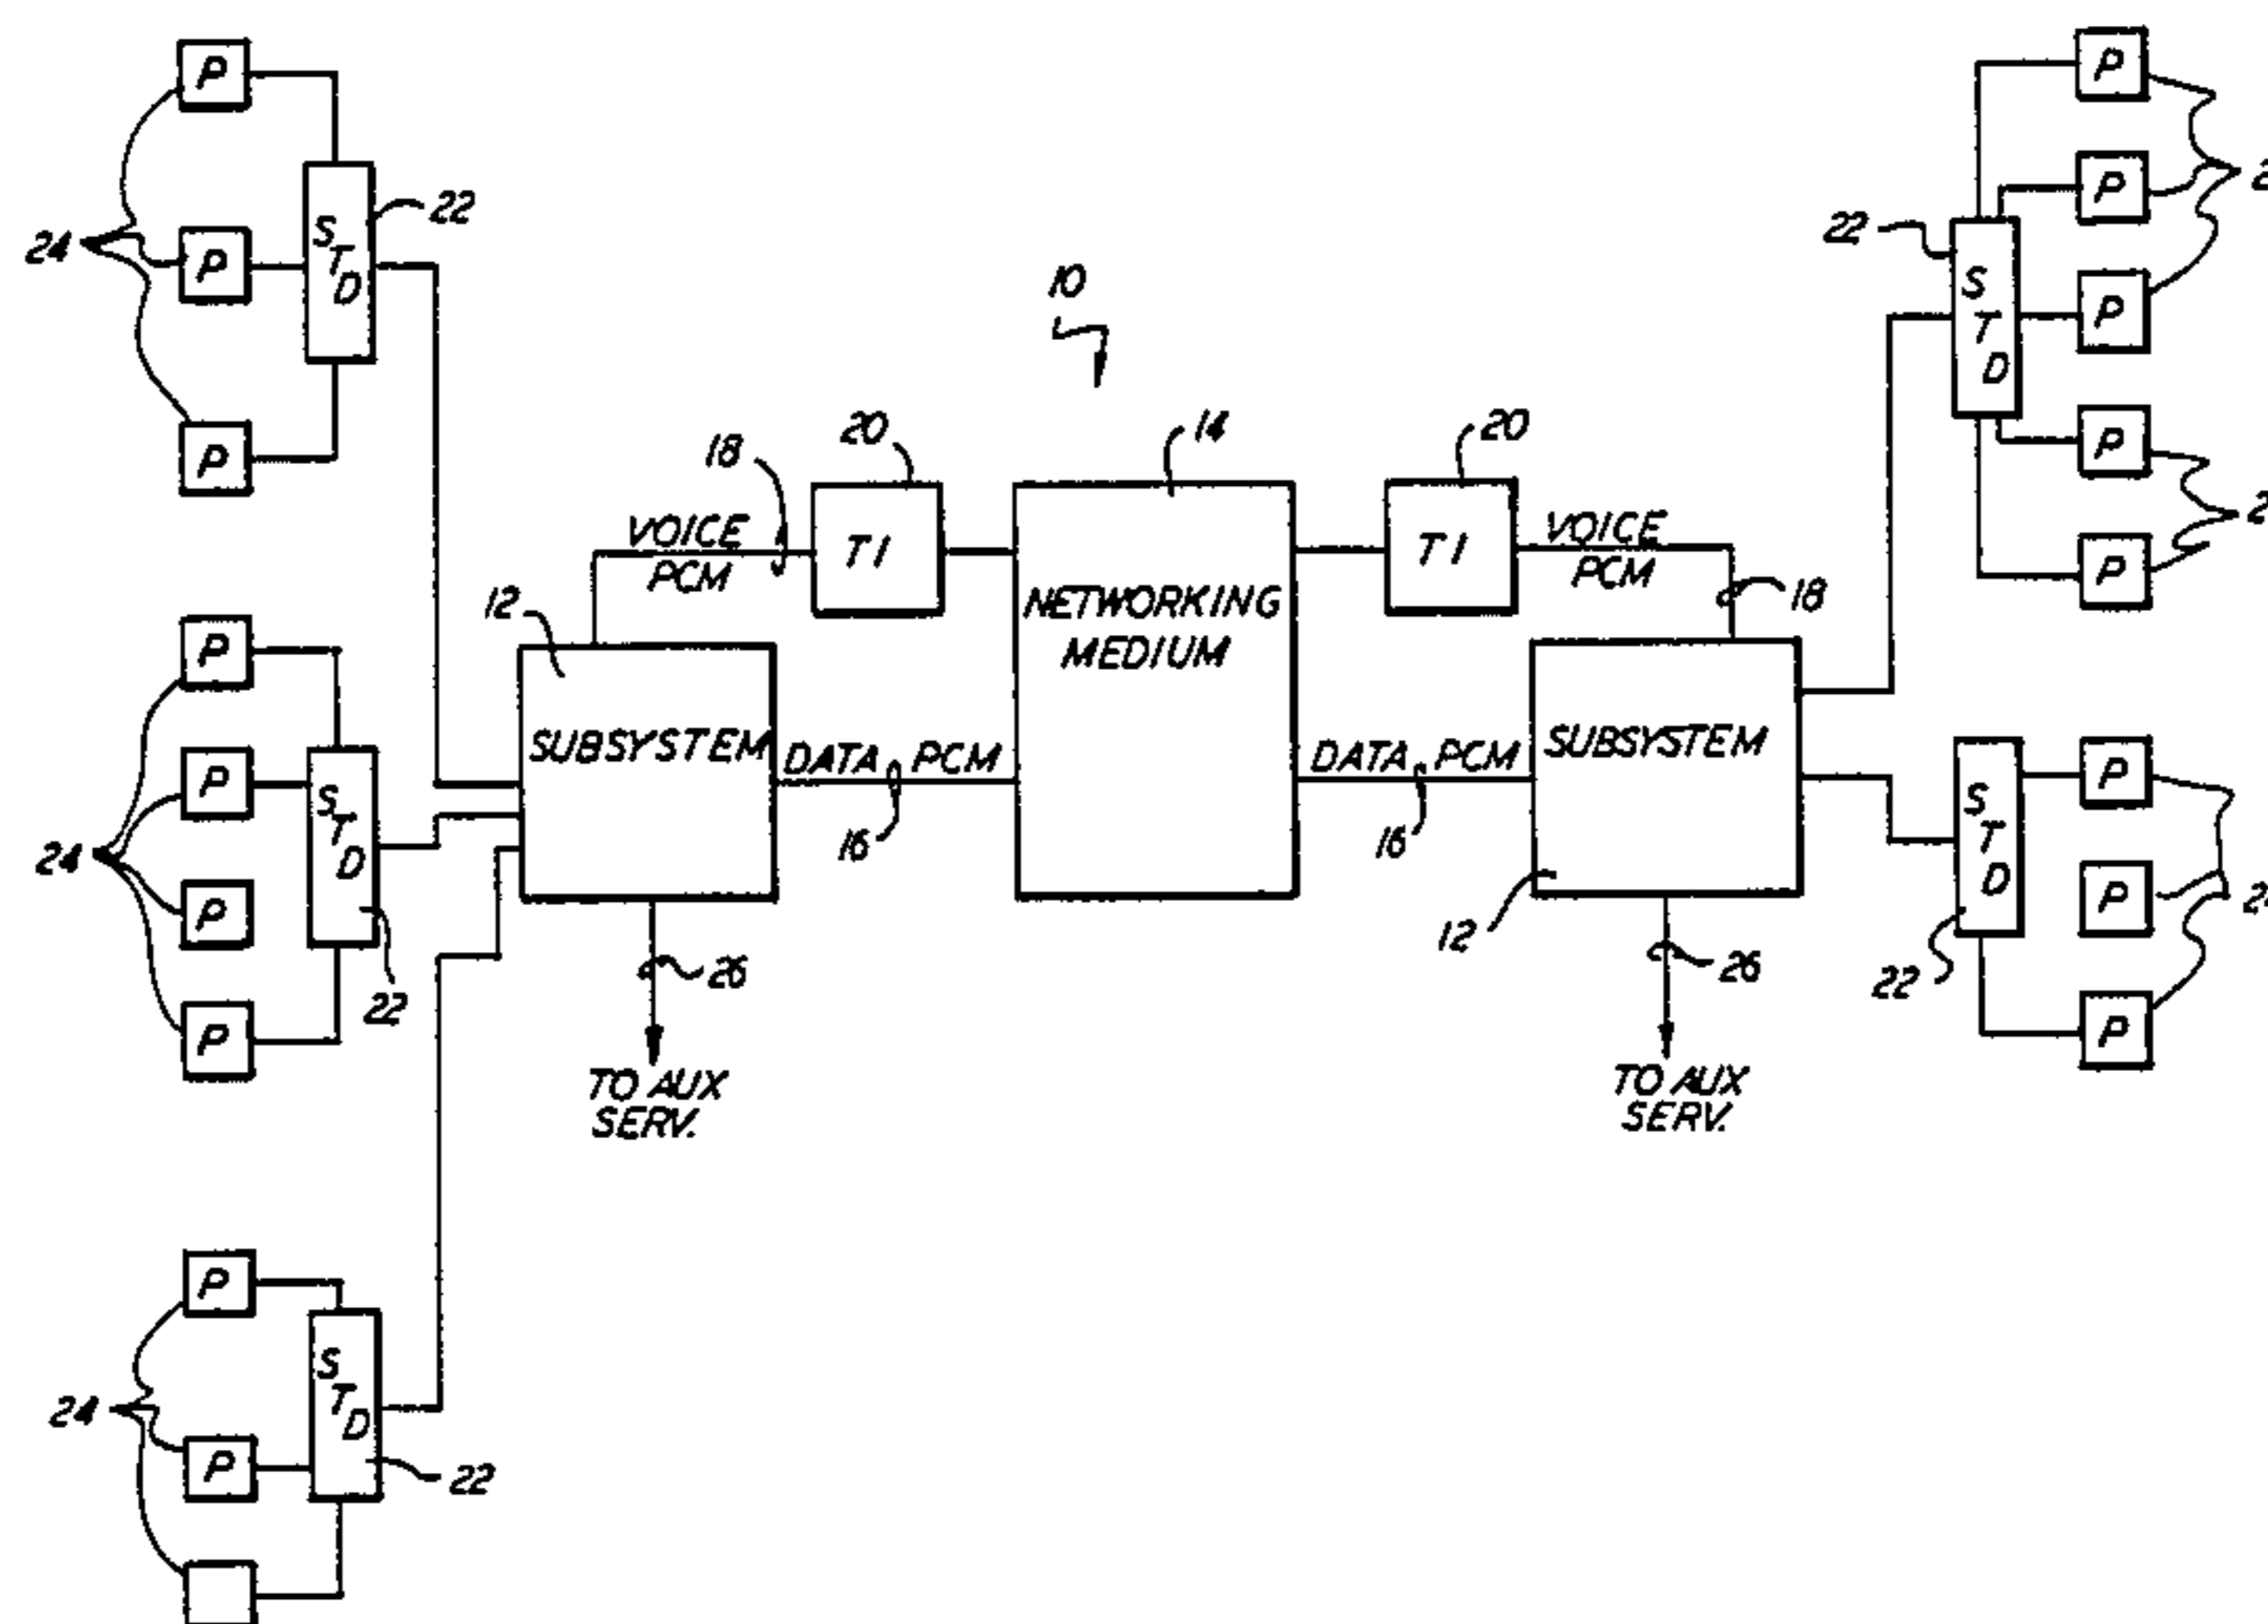 P
P
P
24
S
T
D
22
P
P
P
P
24
S
T
D
22
P
P
24
S
T
D
22
10
12
SUBSYSTEM
VOICE
PCM
18
20
T1
14
NETWORKING
MEDIUM
DATA PCM
16
26
TO AUX
SERV.
20
T1
VOICE
PCM
18
DATA PCM
16
SUBSYSTEM
12
26
TO AUX
SERV.
22
S
T
D
P
P
P
P
P
22
S
T
D
P
P
P